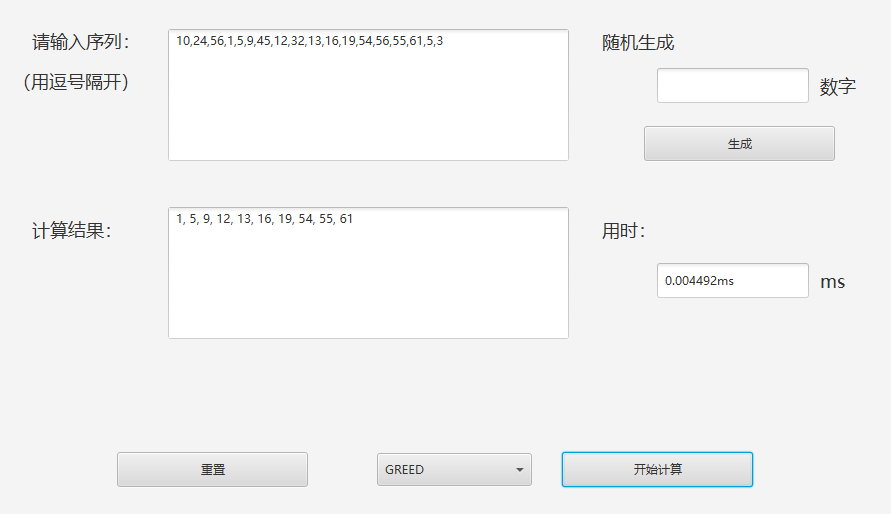 请输入序列：
（用逗号隔开）
10,24,56,1,5,9,45,12,32,13,16,19,54,56,55,61,5,3
随机生成
数字
生成
计算结果：
1, 5, 9, 12, 13, 16, 19, 54, 55, 61
用时：
0.004492ms
ms
重置
GREED
开始计算